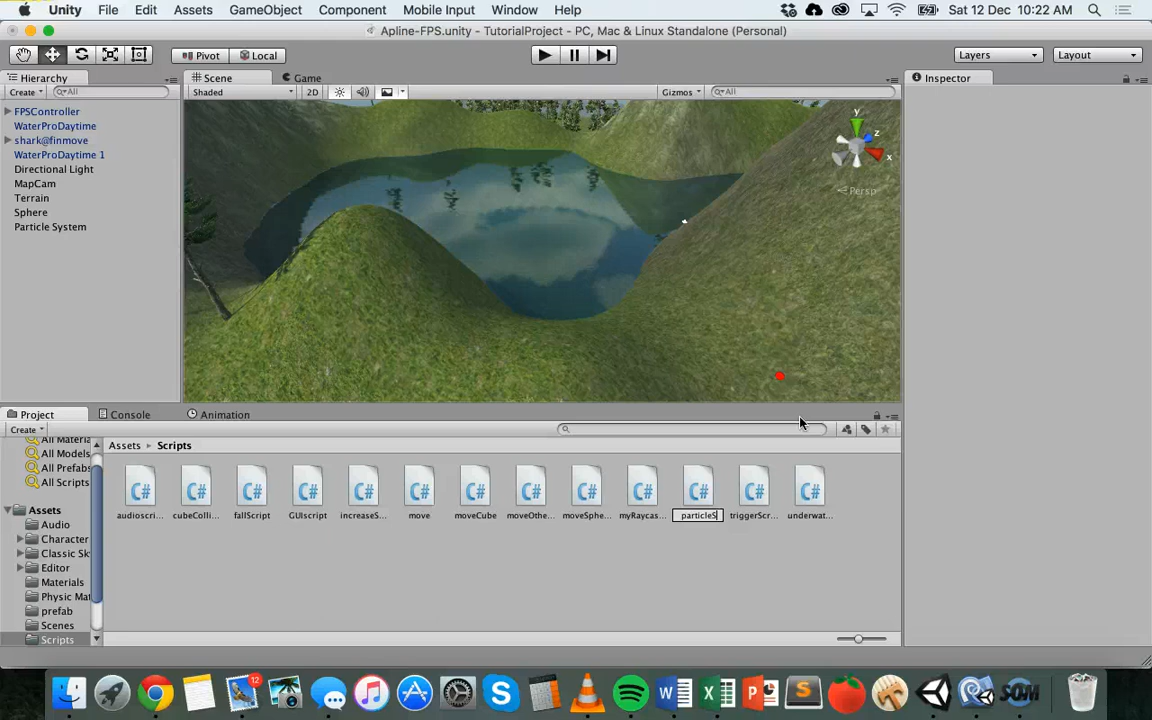 Unity File Edit Assets GameObject Component Mobile Input Window Help Sat 12 Dec 10:22 AM
Apline-FPS.unity - TutorialProject - PC, Mac & Linux Standalone (Personal)
Pivot Local Layers Layout
Hierarchy Scene Game Inspector
Create All Shaded 2D Gizmos All
FPSController
WaterProDaytime
shark@finmove
WaterProDaytime 1
Directional Light
MapCam
Terrain
Sphere
Particle System
y
z
x
Persp
Project Console Animation
Create
All Materia
All Models
All Prefabs
All Scripts
Assets
Audio
Character
Classic Sk
Editor
Materials
Physic Mat
prefab
Scenes
Scripts
Assets Scripts
C# C# C# C# C# C# C# C# C# C# C# C# C#
audioscri... cubeColli... fallScript GUIscript increaseS... move moveCube moveOthe... moveSphe... myRaycas... particleS triggerScr... underwat...
12 W X P S SOM